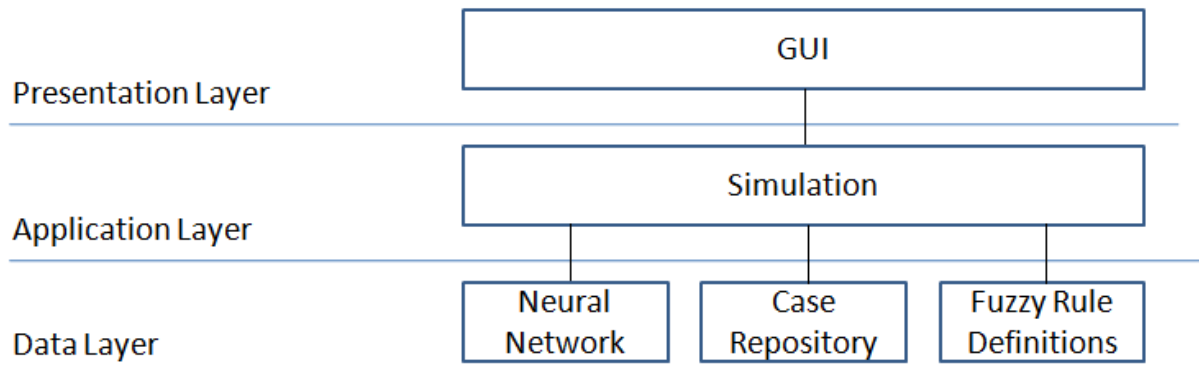 GUI
Presentation Layer
Simulation
Application Layer
Neural
Network
Case
Repository
Fuzzy Rule
Definitions
Data Layer